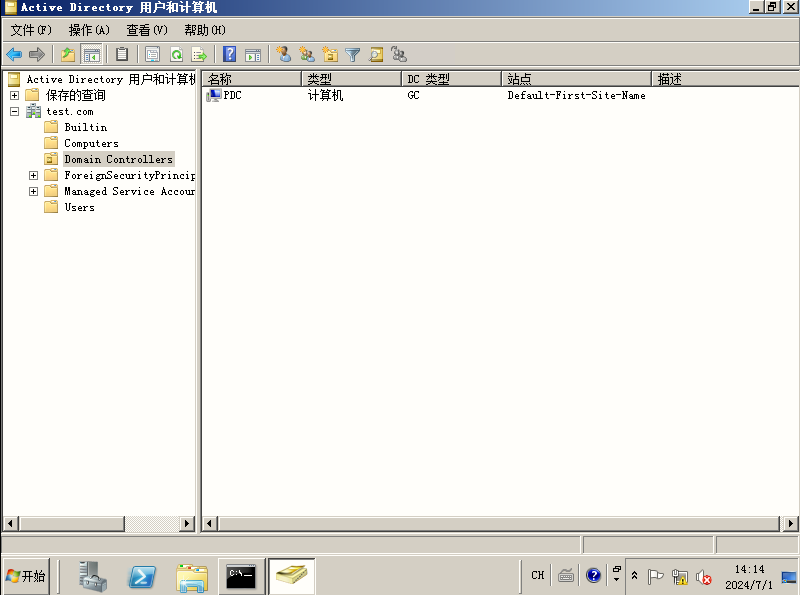 Active Directory 用户和计算机
文件(F) 操作(A) 查看(V) 帮助(H)
Active Directory 用户和计算机
保存的查询
test.com
Builtin
Computers
Domain Controllers
ForeignSecurityPrincip
Managed Service Accoun
Users
名称 类型 DC 类型 站点 描述
PDC 计算机 GC Default-First-Site-Name
开始
C:\.
CH
14:14
2024/7/1